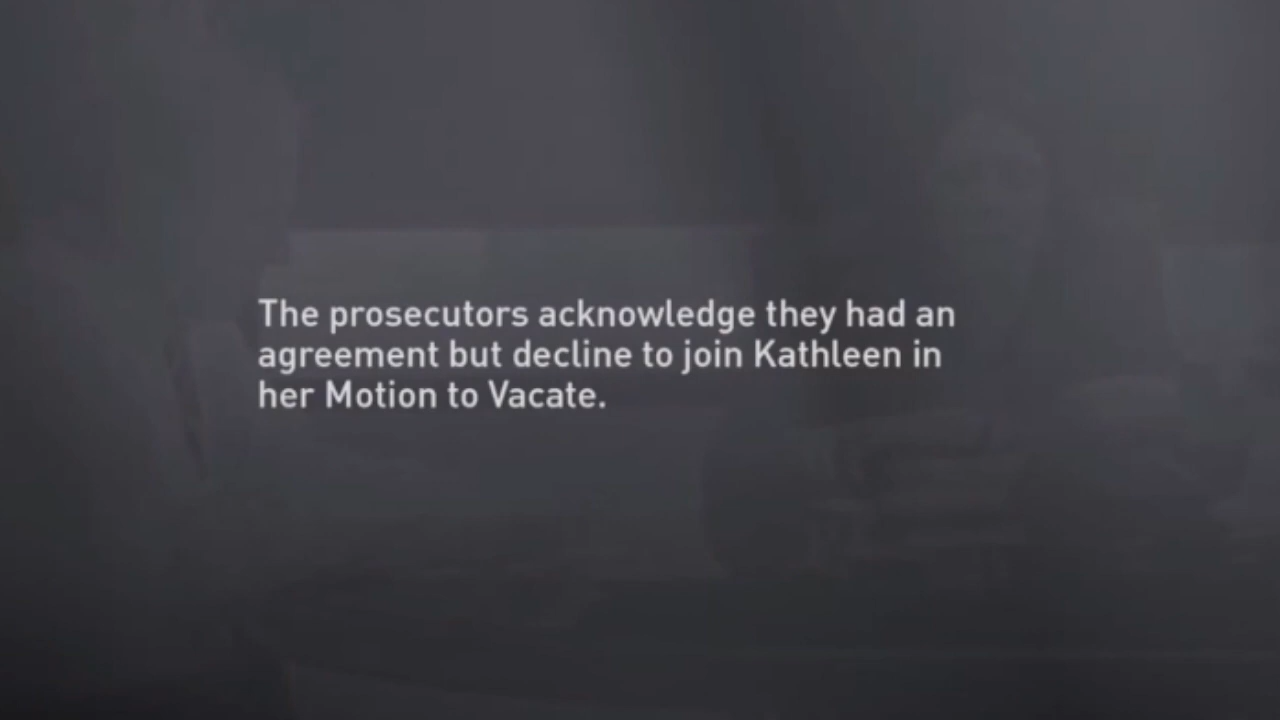 The prosecutors acknowledge they had an
agreement but decline to join Kathleen in
her Motion to Vacate.